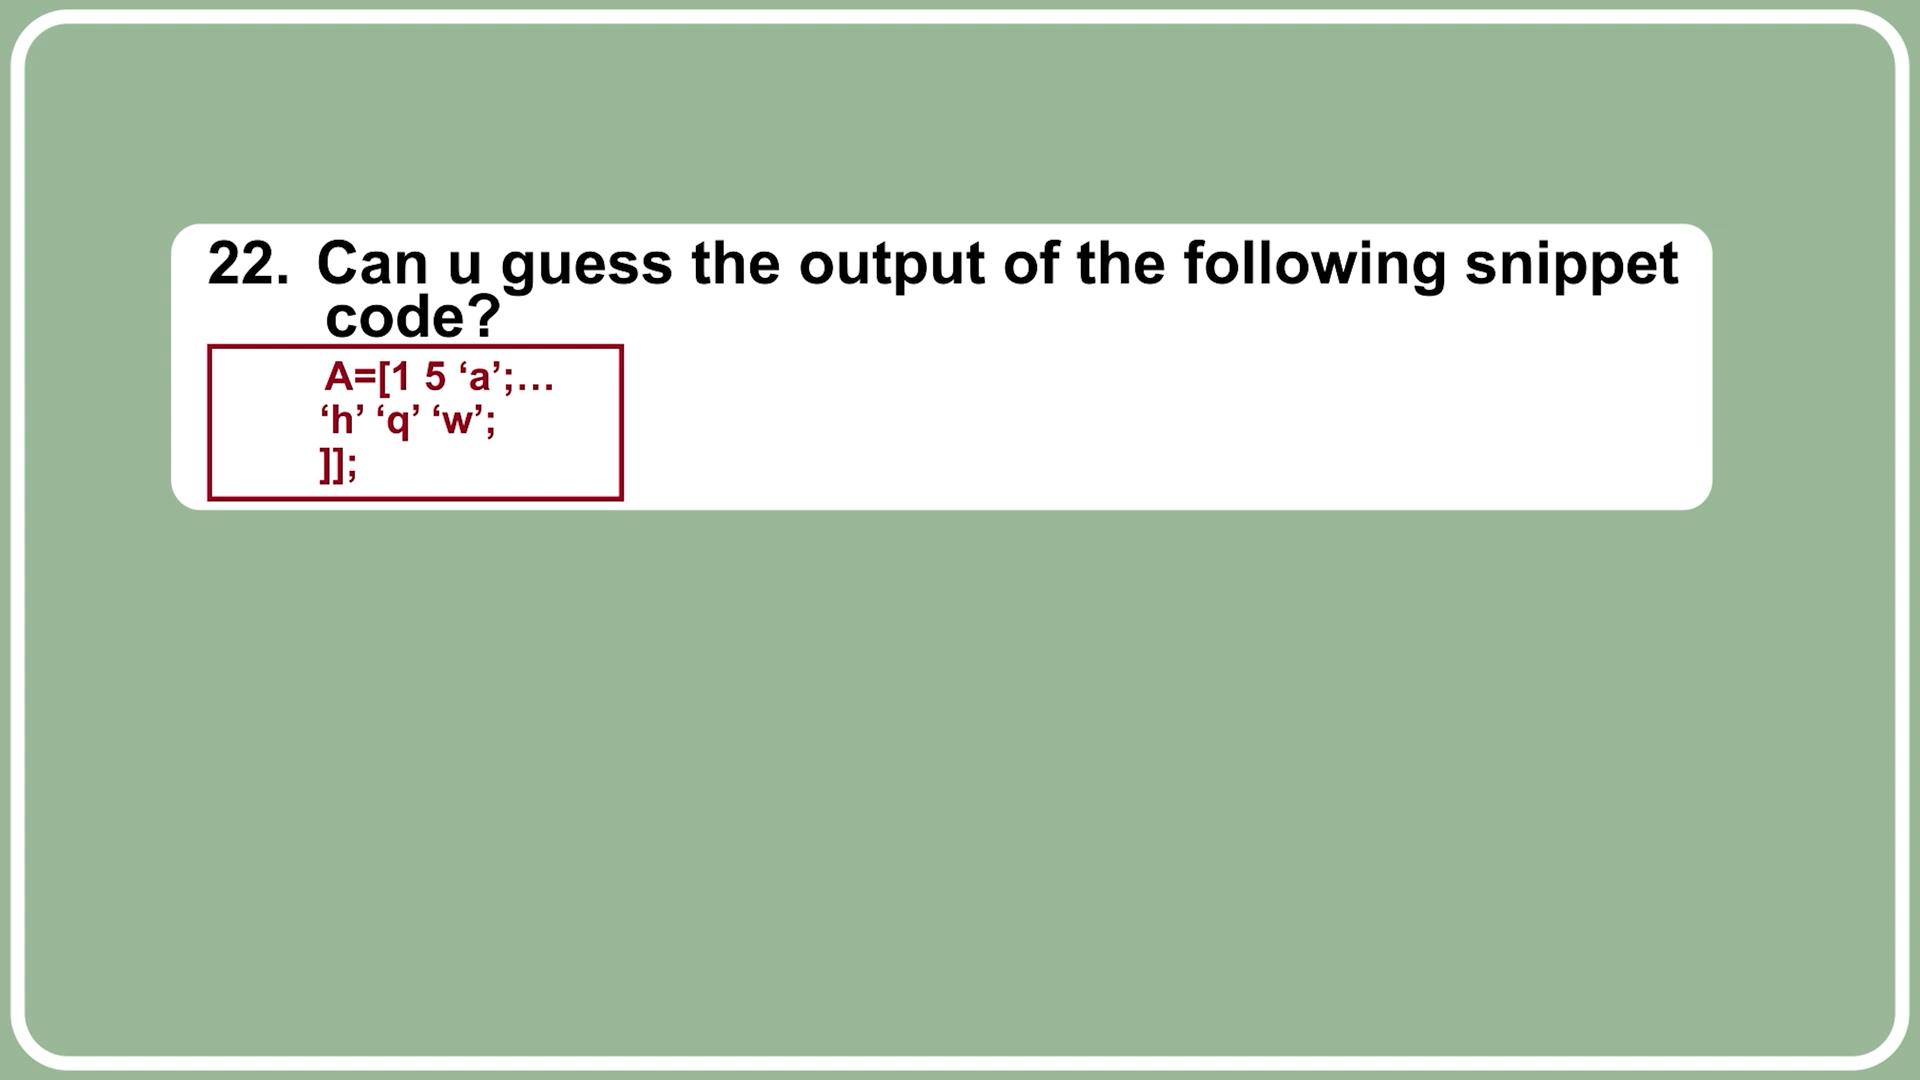 22. Can u guess the output of the following snippet
code?
A=[1 5 ‘a’;…
‘h’ ‘q’ ‘w’;
]];